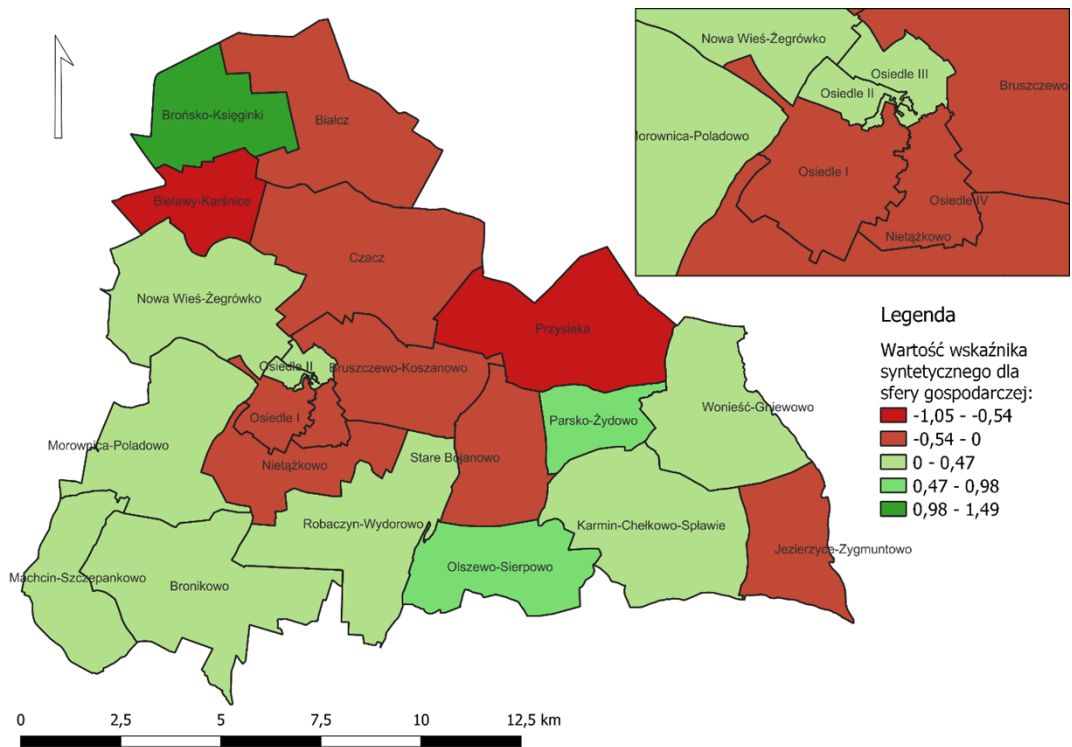 Brońsko-Księginki
Białcz
Bielawy-Karśnice
Czacz
Nowa Wieś-Żegrówko
Przysieka
Osiedle II
Bruszczewo-Koszanowo
Parsko-Żydowo
Wonieść-Gniewowo
Osiedle I
Morownica-Poladowo
Nietążkowo
Stare Bojanowo
Robaczyn-Wydorowo
Karmin-Chełkowo-Spławie
Jezierzyce-Zygmuntowo
Machcin-Szczepankowo
Bronikowo
Olszewo-Sierpowo
Nowa Wieś-Żegrówko
Osiedle III
Osiedle II
Bruszczewo
Morownica-Poladowo
Osiedle I
Osiedle IV
Nietążkowo
Legenda
Wartość wskaźnika
syntetycznego dla
sfery gospodarczej:
-1,05 - -0,54
-0,54 - 0
0 - 0,47
0,47 - 0,98
0,98 - 1,49
0 2,5 5 7,5 10 12,5 km